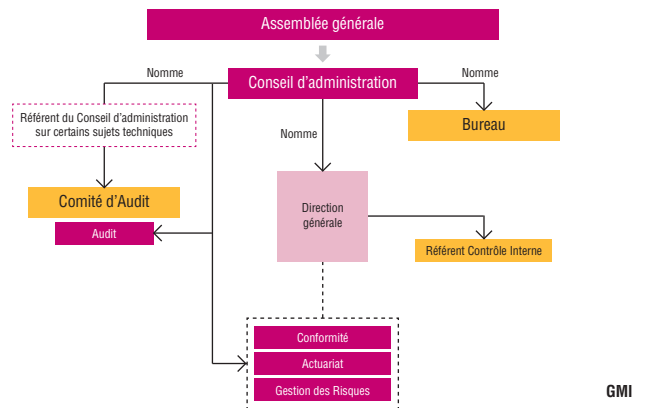 Assemblée générale
Nomme
Conseil d'administration
Nomme
Référent du Conseil d'administration
sur certains sujets techniques
Nomme
Bureau
Comité d'Audit
Audit
Direction
générale
Référent Contrôle Interne
Conformité
Actuariat
Gestion des Risques
GMI